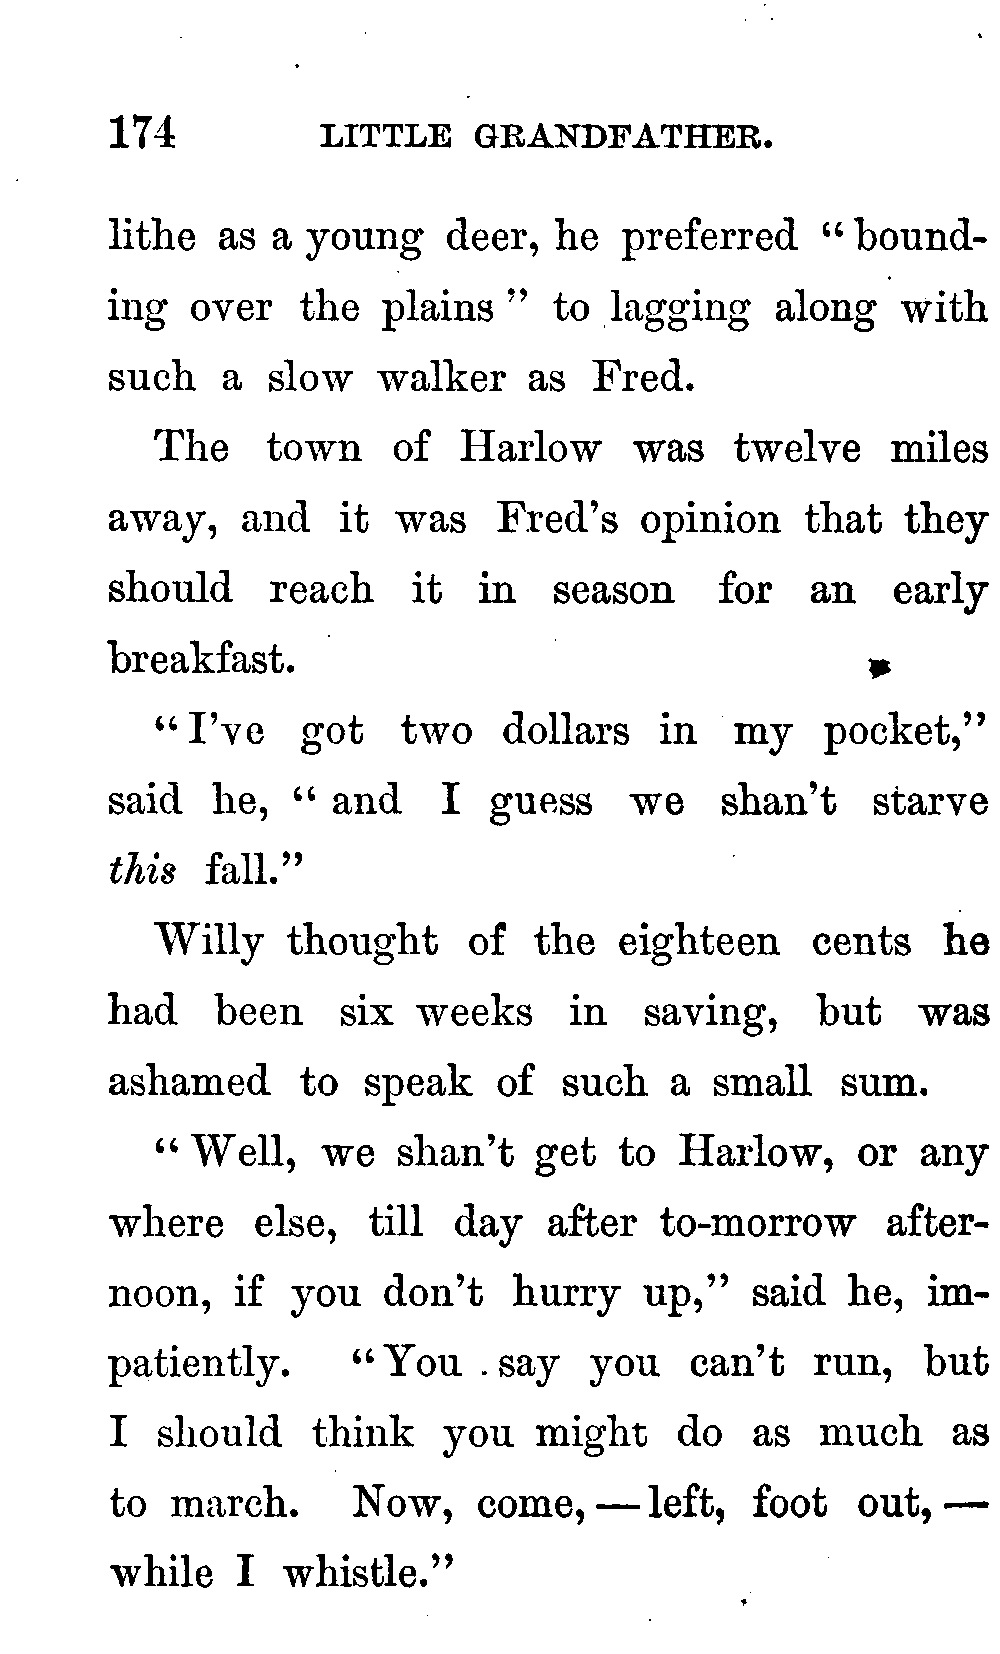 174 LITTLE GRANDFATHER.
lithe as a young deer, he preferred "bound-
ing over the plains" to lagging along with
such a slow walker as Fred.
The town of Harlow was twelve miles
away, and it was Fred's opinion that they
should reach it in season for an early
breakfast.
"I've got two dollars in my pocket,"
said he, "and I guess we shan't starve
this fall."
Willy thought of the eighteen cents he
had been six weeks in saving, but was
ashamed to speak of such a small sum.
"Well, we shan't get to Harlow, or any
where else, till day after to-morrow after-
noon, if you don't hurry up," said he, im-
patiently. "You say you can't run, but
I should think you might do as much as
to march. Now, come,—left, foot out,—
while I whistle."